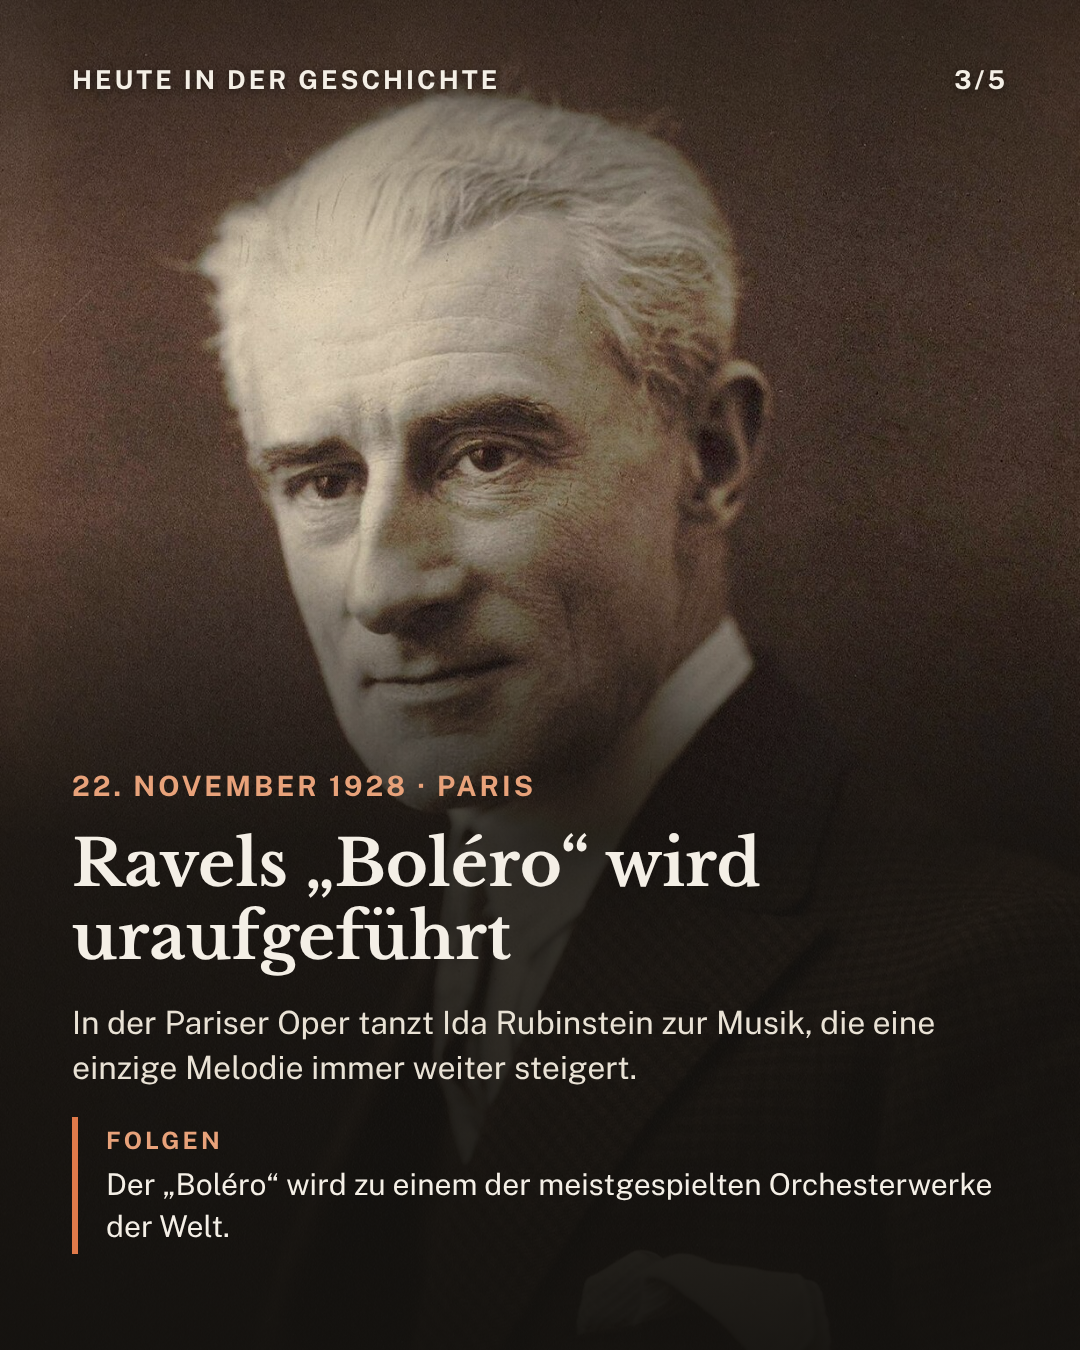 HEUTE IN DER GESCHICHTE
3/5
22. NOVEMBER 1928 · PARIS
Ravels „Boléro“ wird
uraufgeführt
In der Pariser Oper tanzt Ida Rubinstein zur Musik, die eine
einzige Melodie immer weiter steigert.
FOLGEN
Der „Boléro“ wird zu einem der meistgespielten Orchesterwerke
der Welt.